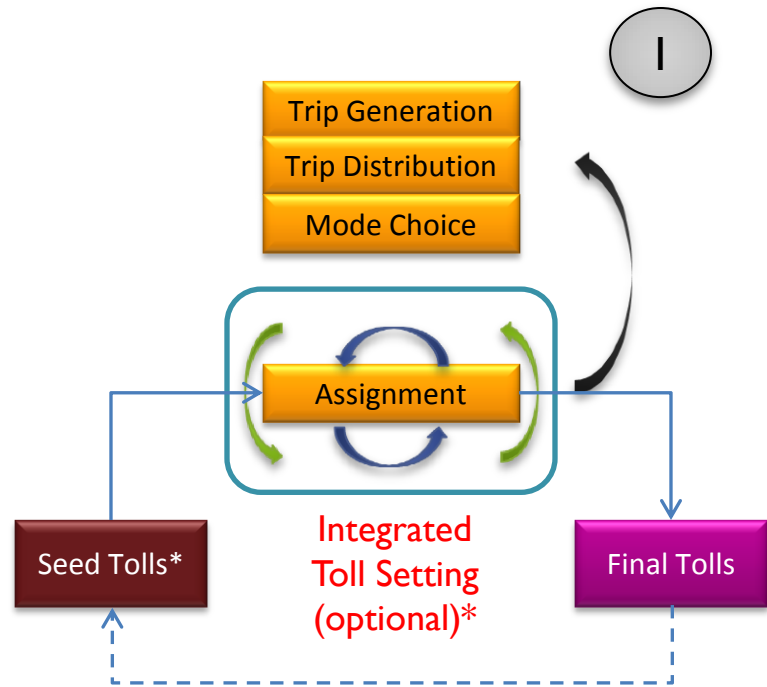 I
Trip Generation
Trip Distribution
Mode Choice
Assignment
Seed Tolls*
Integrated
Toll Setting
(optional)*
Final Tolls